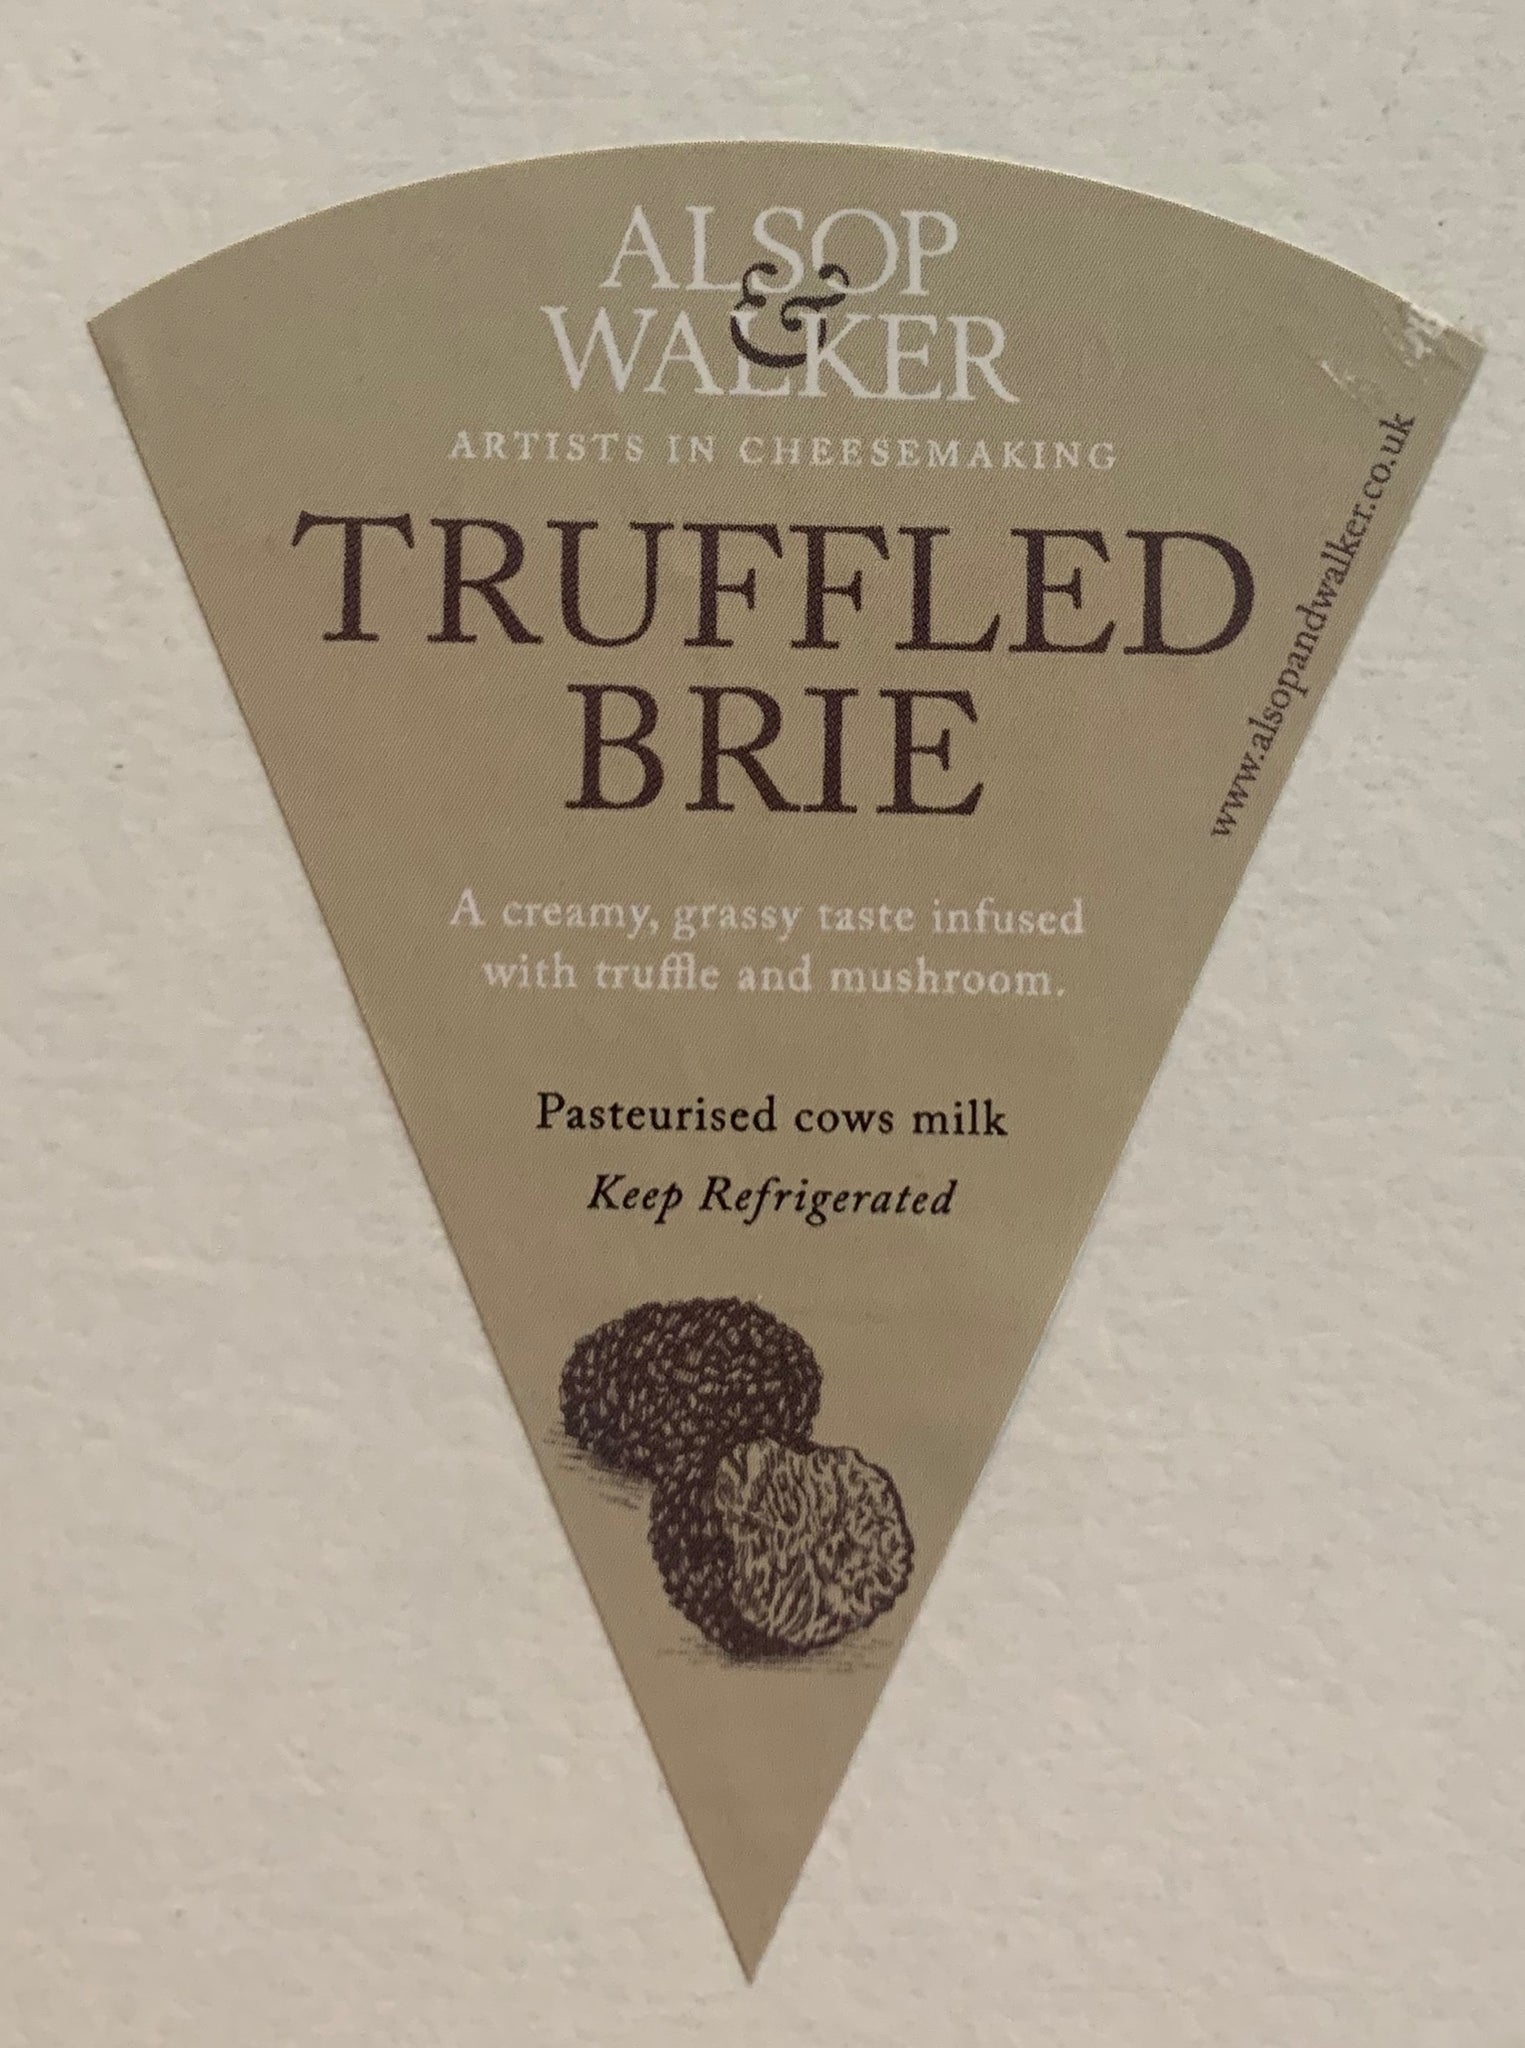 ALSOP
&
WALKER
ARTISTS IN CHEESEMAKING
TRUFFLED
BRIE
A creamy, grassy taste infused
with truffle and mushroom.
Pasteurised cows milk
Keep Refrigerated
www.alsopandwalker.co.uk